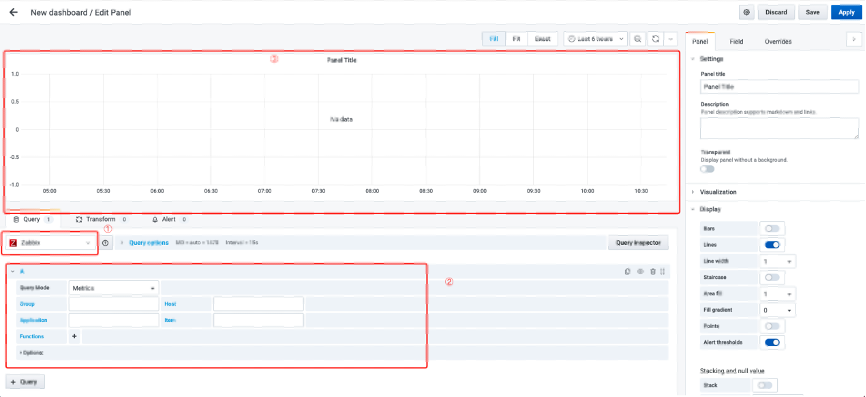 New dashboard / Edit Panel
Discard
Save
Apply
Fill
Fit
Exact
Last 6 hours
Panel
Field
Overrides
③
Panel Title
1.0
0.5
0
-0.5
-1.0
No data
05:00
05:30
06:00
06:30
07:00
07:30
08:00
08:30
09:00
09:30
10:00
10:30
Settings
Panel title
Panel Title
Description
Panel description supports markdown and links.
Transparent
Display panel without a background.
Visualization
Query 1
Transform 0
Alert 0
①
Zabbix
Query options
MD = auto = 1428
Interval = 15s
Query inspector
②
A
Query Mode
Metrics
Group
Host
Application
Item
Functions
+
Options
+ Query
Display
Bars
Lines
Line width
1
Staircase
Area fill
1
Fill gradient
0
Points
Alert thresholds
Stacking and null value
Stack